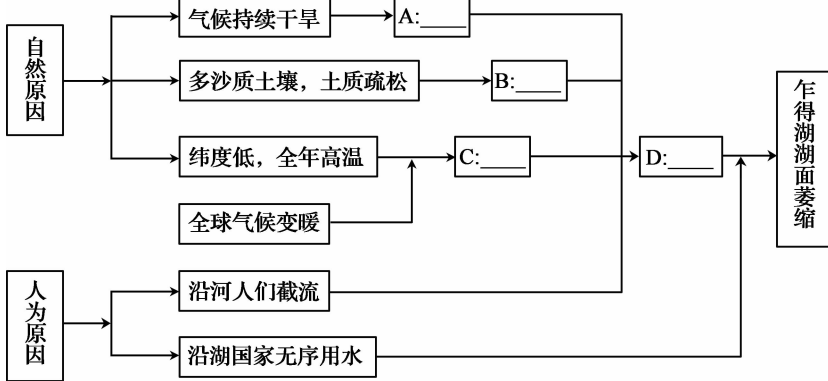 自然原因
气候持续干旱
A:____
多沙质土壤，土质疏松
B:____
纬度低，全年高温
C:____
D:____
乍得湖湖面萎缩
全球气候变暖
人为原因
沿河人们截流
沿湖国家无序用水